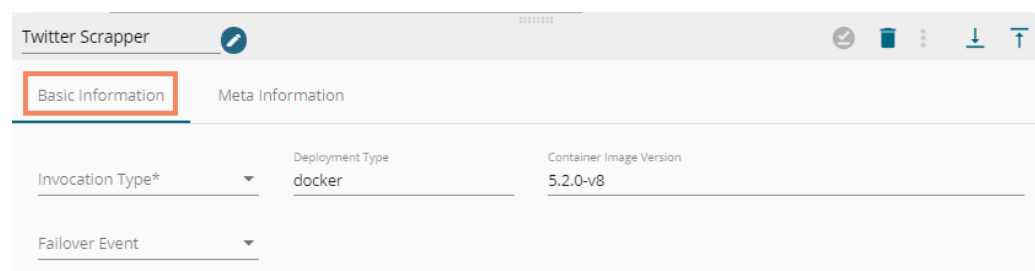 Twitter Scrapper
Basic Information Meta Information
Deployment Type Container Image Version
Invocation Type* docker 5.2.0-v8
Failover Event